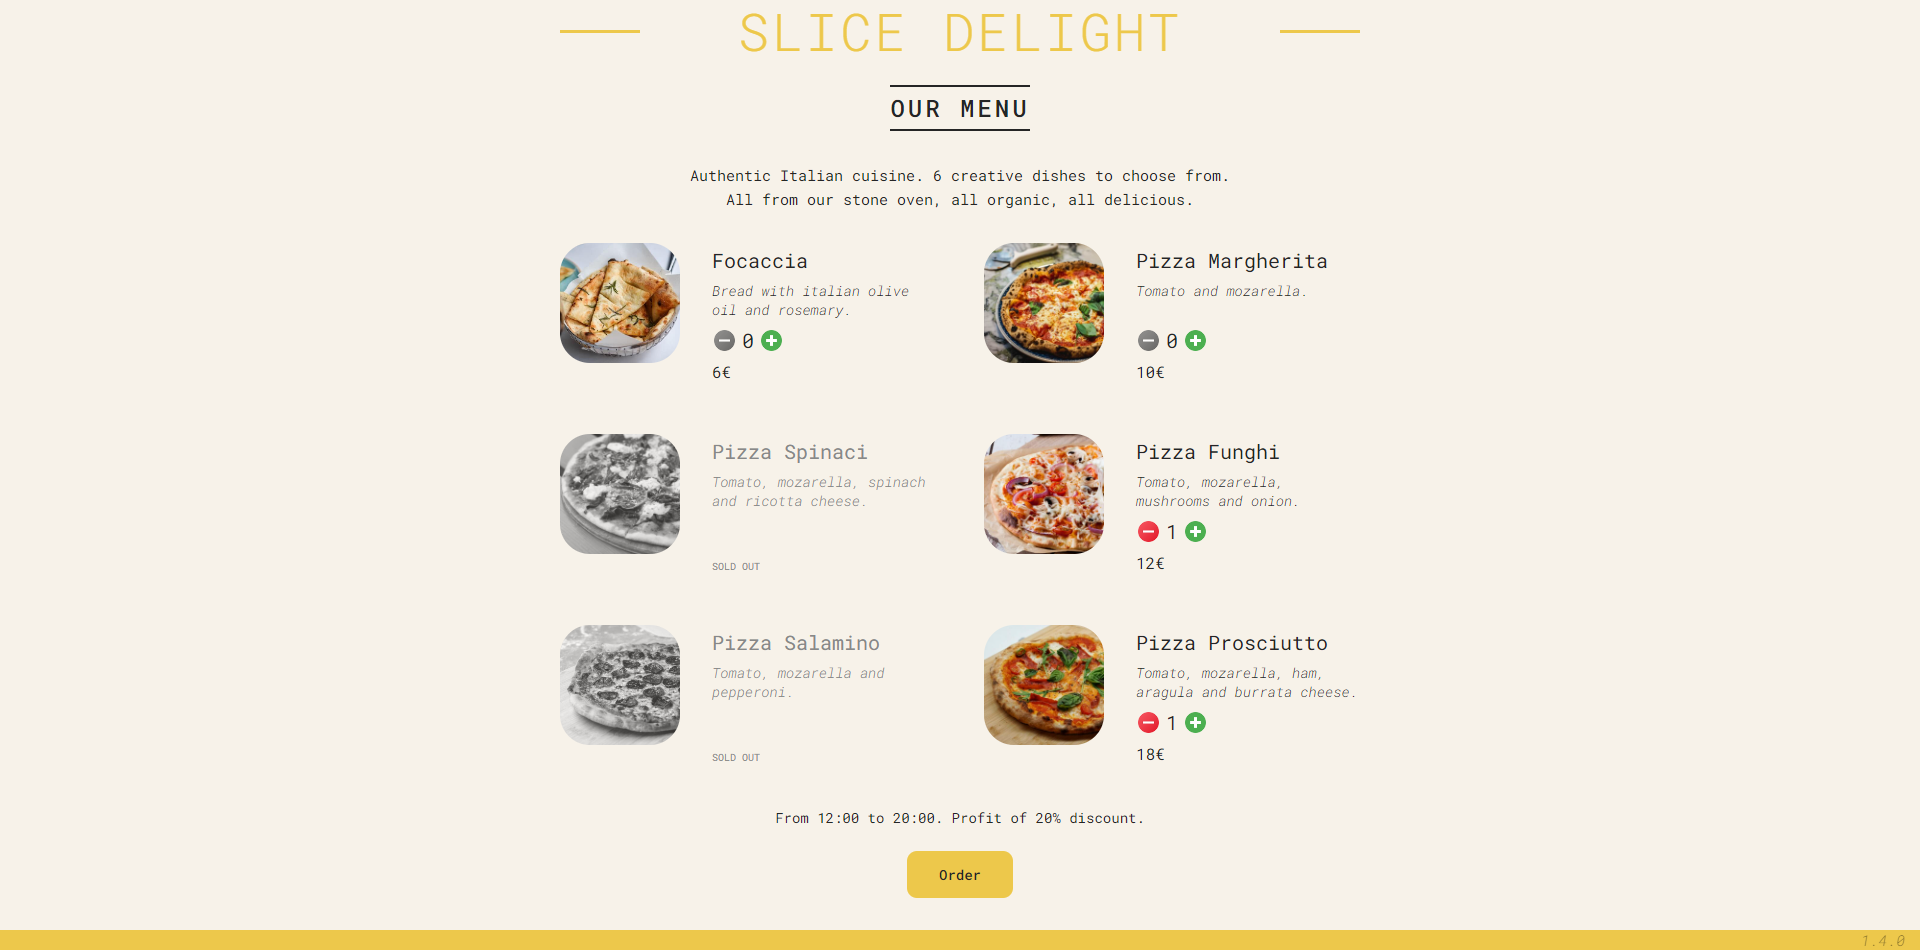 SLICE DELIGHT
OUR MENU
Authentic Italian cuisine. 6 creative dishes to choose from.
All from our stone oven, all organic, all delicious.
Focaccia
Bread with italian olive
oil and rosemary.
0
6€
Pizza Margherita
Tomato and mozarella.
0
10€
Pizza Spinaci
Tomato, mozarella, spinach
and ricotta cheese.
SOLD OUT
Pizza Funghi
Tomato, mozarella,
mushrooms and onion.
1
12€
Pizza Salamino
Tomato, mozarella and
pepperoni.
SOLD OUT
Pizza Prosciutto
Tomato, mozarella, ham,
aragula and burrata cheese.
1
18€
From 12:00 to 20:00. Profit of 20% discount.
Order
1.4.0